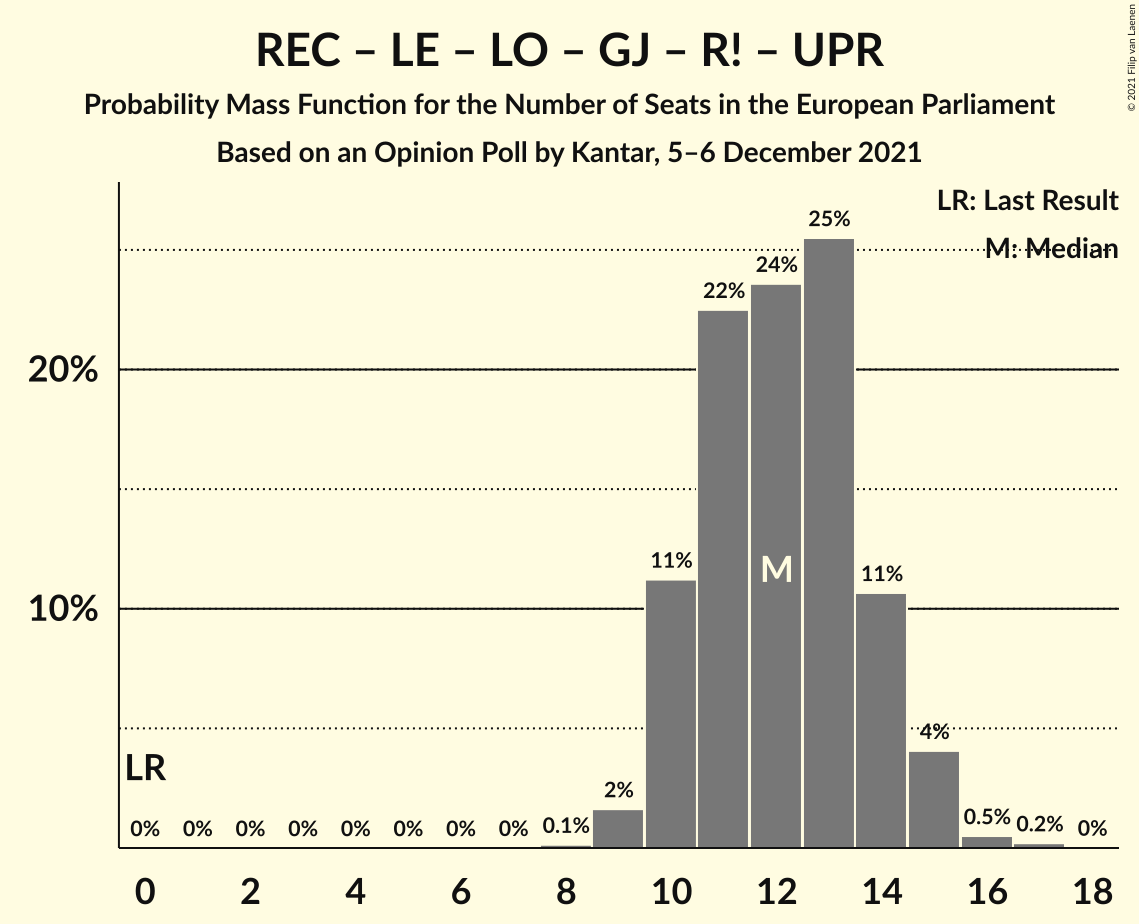 REC – LE – LO – GJ – R! – UPR
Probability Mass Function for the Number of Seats in the European Parliament
Based on an Opinion Poll by Kantar, 5–6 December 2021
© 2021 Filip van Laenen
LR: Last Result
M: Median
25%
24%
22%
20%
11%
M
11%
10%
4%
LR
2%
0% 0% 0% 0% 0% 0% 0% 0% 0.1% 0.5% 0.2% 0%
0 2 4 6 8 10 12 14 16 18